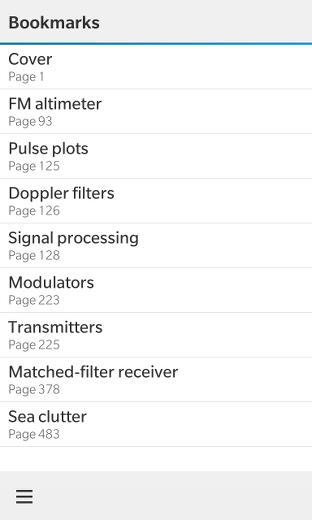 Bookmarks
Cover
Page 1
FM altimeter
Page 93
Pulse plots
Page 125
Doppler filters
Page 126
Signal processing
Page 128
Modulators
Page 223
Transmitters
Page 225
Matched-filter receiver
Page 378
Sea clutter
Page 483